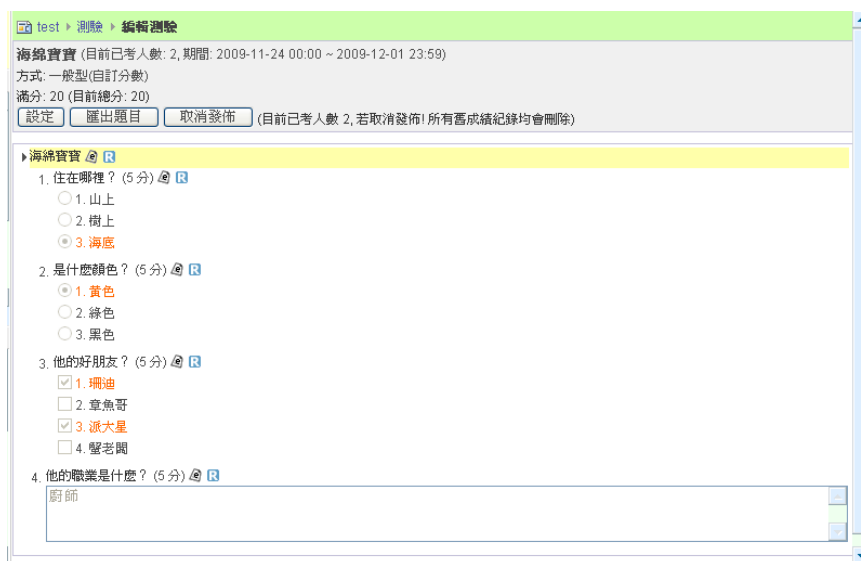 test ▸ 測驗 ▸ 編輯測驗
海綿寶寶 (目前已考人數: 2, 期間: 2009-11-24 00:00 ~ 2009-12-01 23:59)
方式: 一般型(自訂分數)
滿分: 20 (目前總分: 20)
設定 匯出題目 取消發佈 (目前已考人數 2, 若取消發佈! 所有舊成績紀錄均會刪除)
海綿寶寶 e R
1. 住在哪裡? (5 分) e R
1. 山上
2. 樹上
3. 海底
2. 是什麼顏色? (5 分) e R
1. 黃色
2. 綠色
3. 黑色
3. 他的好朋友? (5 分) e R
1. 珊迪
2. 章魚哥
3. 派大星
4. 蟹老闆
4. 他的職業是什麼? (5 分) e R
廚師